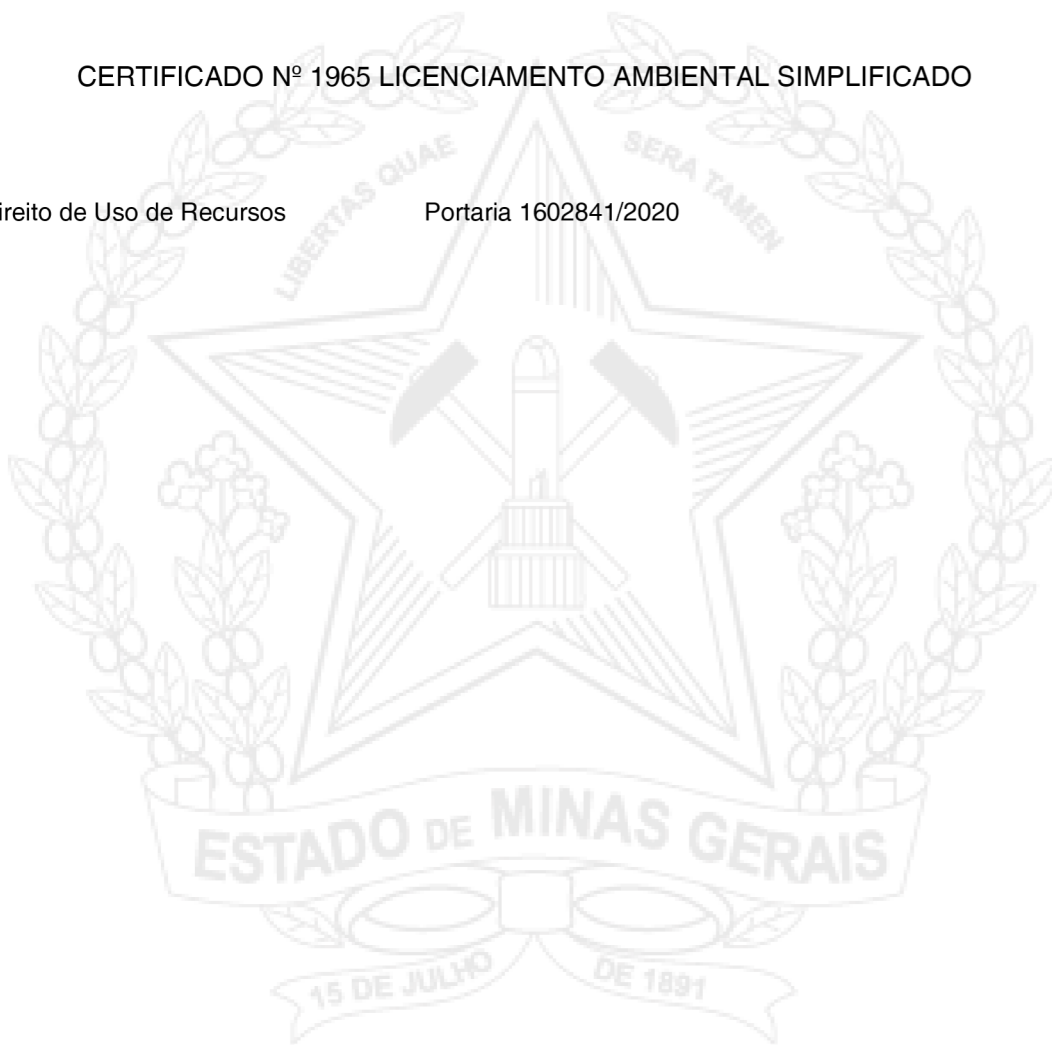 CERTIFICADO Nº 1965 LICENCIAMENTO AMBIENTAL SIMPLIFICADO
LIBERTAS QUAE SERA TAMEN
ireito de Uso de Recursos Portaria 1602841/2020
ESTADO DE MINAS GERAIS
15 DE JULHO DE 1891